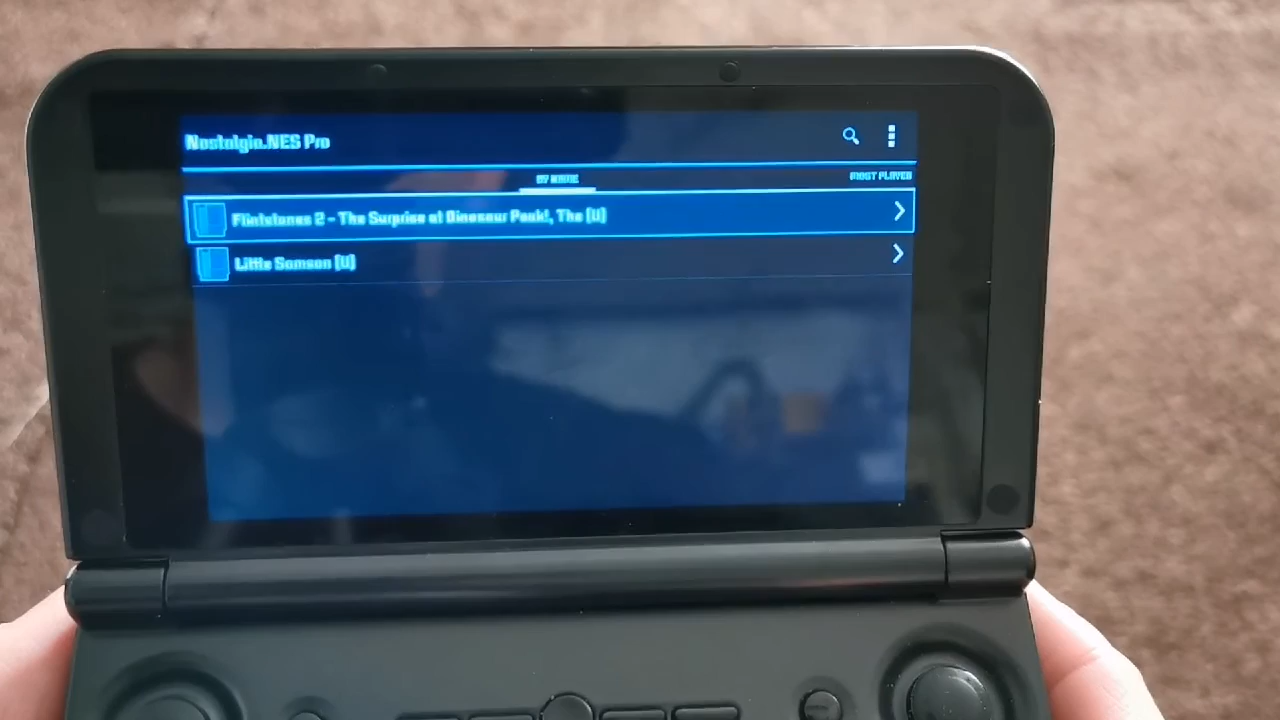 Nostalgia.NES Pro
BY NAME
MOST PLAYED
Flintstones 2 - The Surprise at Dinosaur Peak!, The [U]
Little Samson [U]